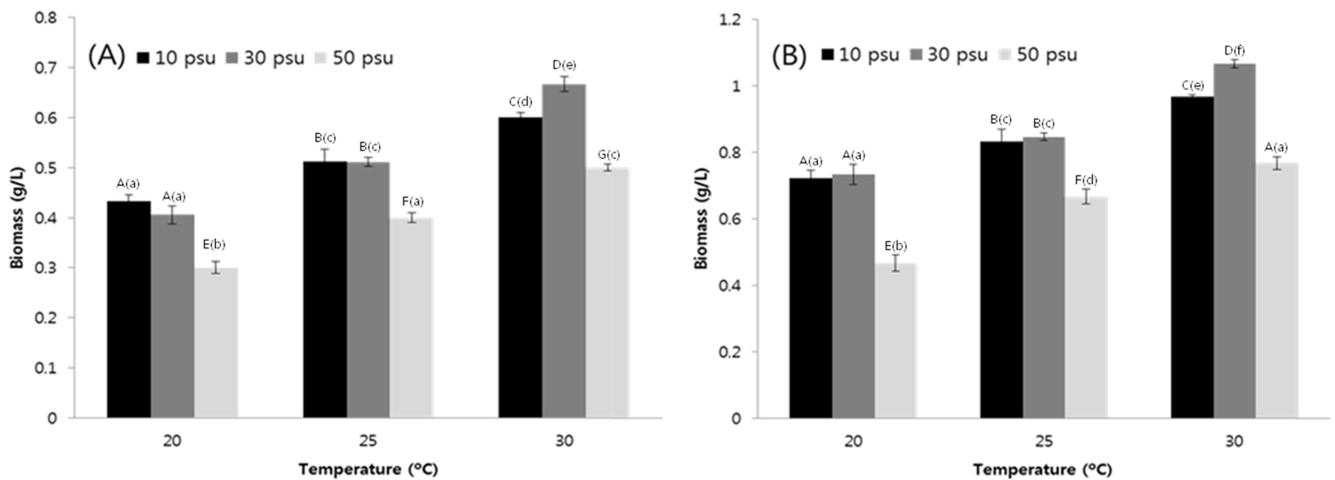 (A) 10 psu 30 psu 50 psu
0.8
0.7
0.6
0.5
0.4
0.3
0.2
0.1
0
Biomass (g/L)
A(a) A(a) E(b)
B(c) B(c) F(a)
C(d) D(e) G(c)
20 25 30
Temperature (°C)
(B) 10 psu 30 psu 50 psu
1.2
1
0.8
0.6
0.4
0.2
0
Biomass (g/L)
A(a) A(a) E(b)
B(c) B(c) F(d)
C(e) D(f) A(a)
20 25 30
Temperature (°C)